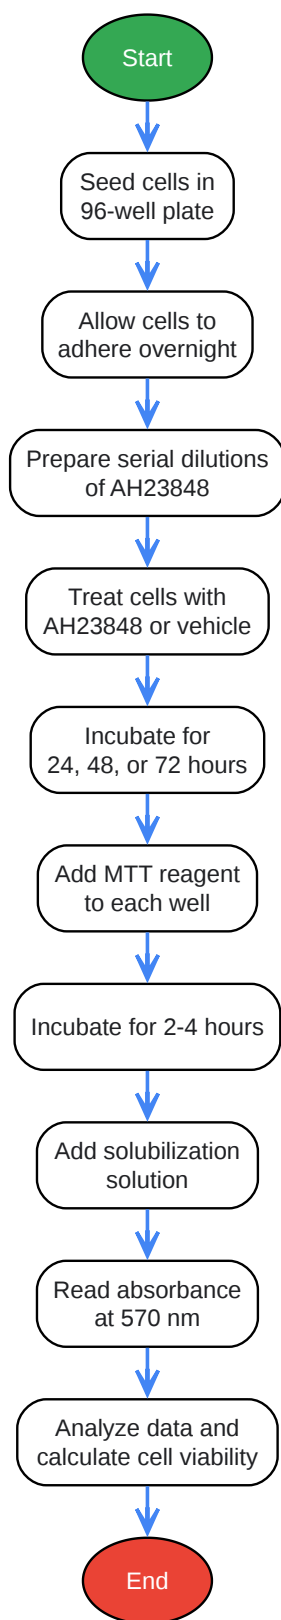 Start
Seed cells in
96-well plate
Allow cells to
adhere overnight
Prepare serial dilutions
of AH23848
Treat cells with
AH23848 or vehicle
Incubate for
24, 48, or 72 hours
Add MTT reagent
to each well
Incubate for 2-4 hours
Add solubilization
solution
Read absorbance
at 570 nm
Analyze data and
calculate cell viability
End